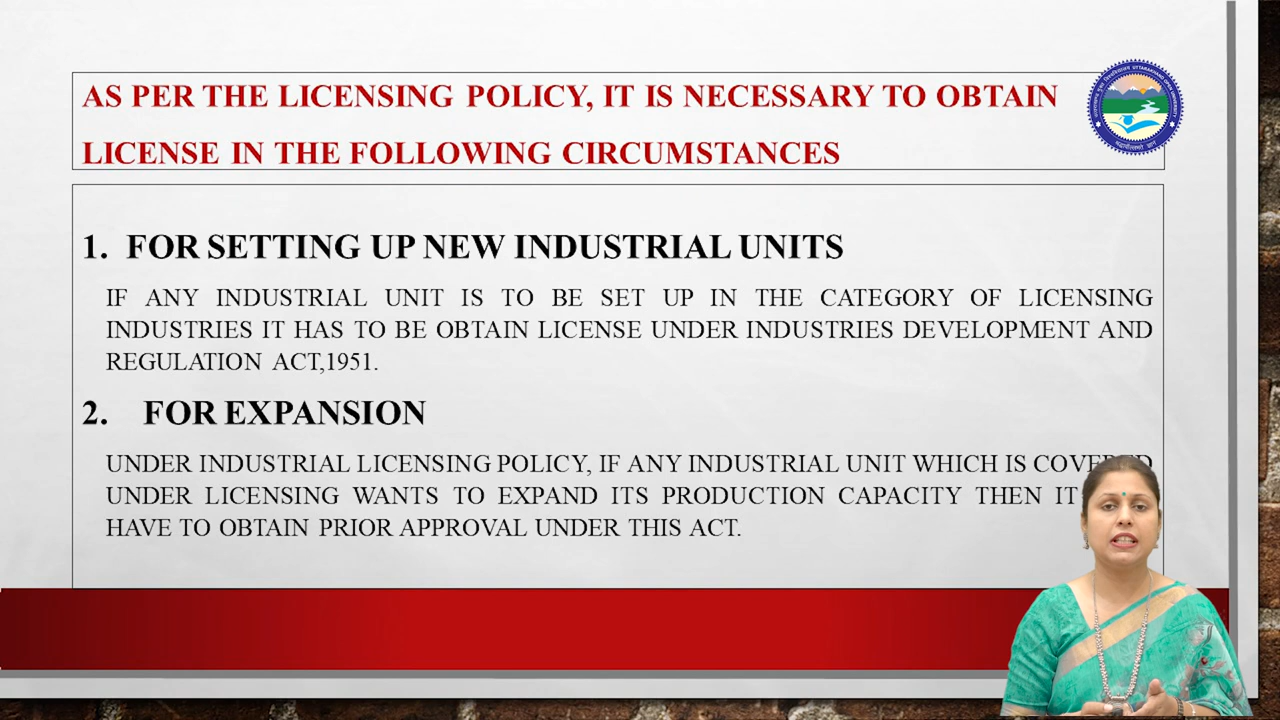 AS PER THE LICENSING POLICY, IT IS NECESSARY TO OBTAIN
LICENSE IN THE FOLLOWING CIRCUMSTANCES
1. FOR SETTING UP NEW INDUSTRIAL UNITS
IF ANY INDUSTRIAL UNIT IS TO BE SET UP IN THE CATEGORY OF LICENSING
INDUSTRIES IT HAS TO BE OBTAIN LICENSE UNDER INDUSTRIES DEVELOPMENT AND
REGULATION ACT,1951.
2. FOR EXPANSION
UNDER INDUSTRIAL LICENSING POLICY, IF ANY INDUSTRIAL UNIT WHICH IS
UNDER LICENSING WANTS TO EXPAND ITS PRODUCTION CAPACITY THEN IT
HAVE TO OBTAIN PRIOR APPROVAL UNDER THIS ACT.